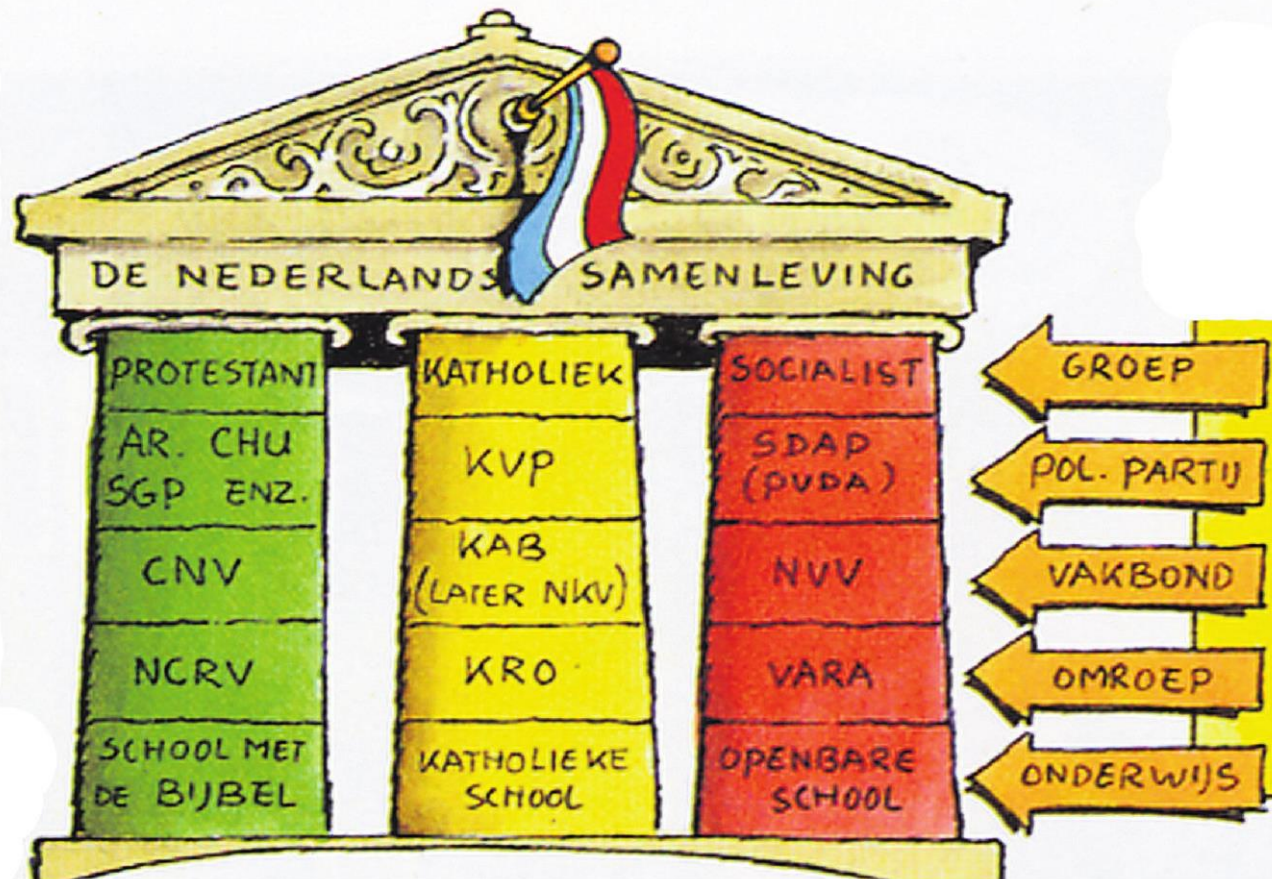 DE NEDERLANDS SAMENLEVING
PROTESTANT
KATHOLIEK
SOCIALIST
GROEP
AR. CHU
SGP ENZ.
KVP
SDAP
(PVDA)
POL. PARTIJ
CNV
KAB
(LATER NKV)
NVV
VAKBOND
NCRV
KRO
VARA
OMROEP
SCHOOL MET
DE BIJBEL
KATHOLIEKE
SCHOOL
OPENBARE
SCHOOL
ONDERWIJS